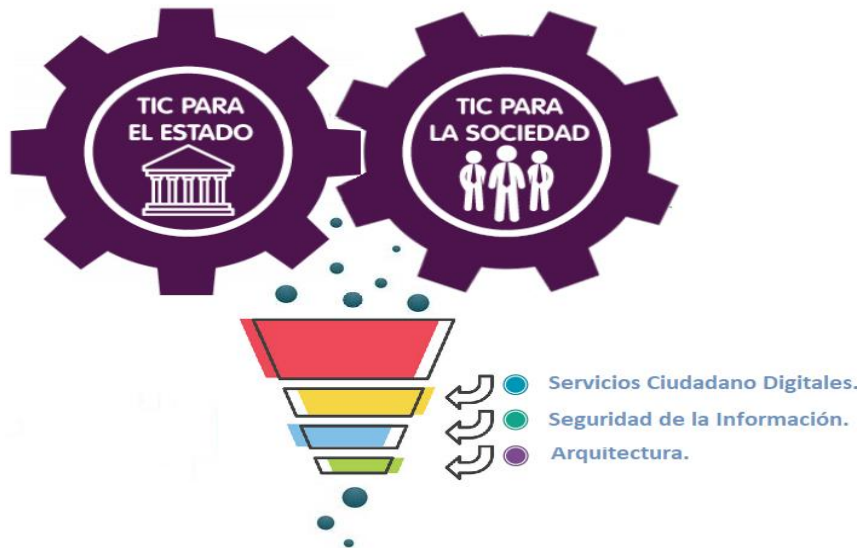 TIC PARA
EL ESTADO
TIC PARA
LA SOCIEDAD
Servicios Ciudadano Digitales.
Seguridad de la Información.
Arquitectura.